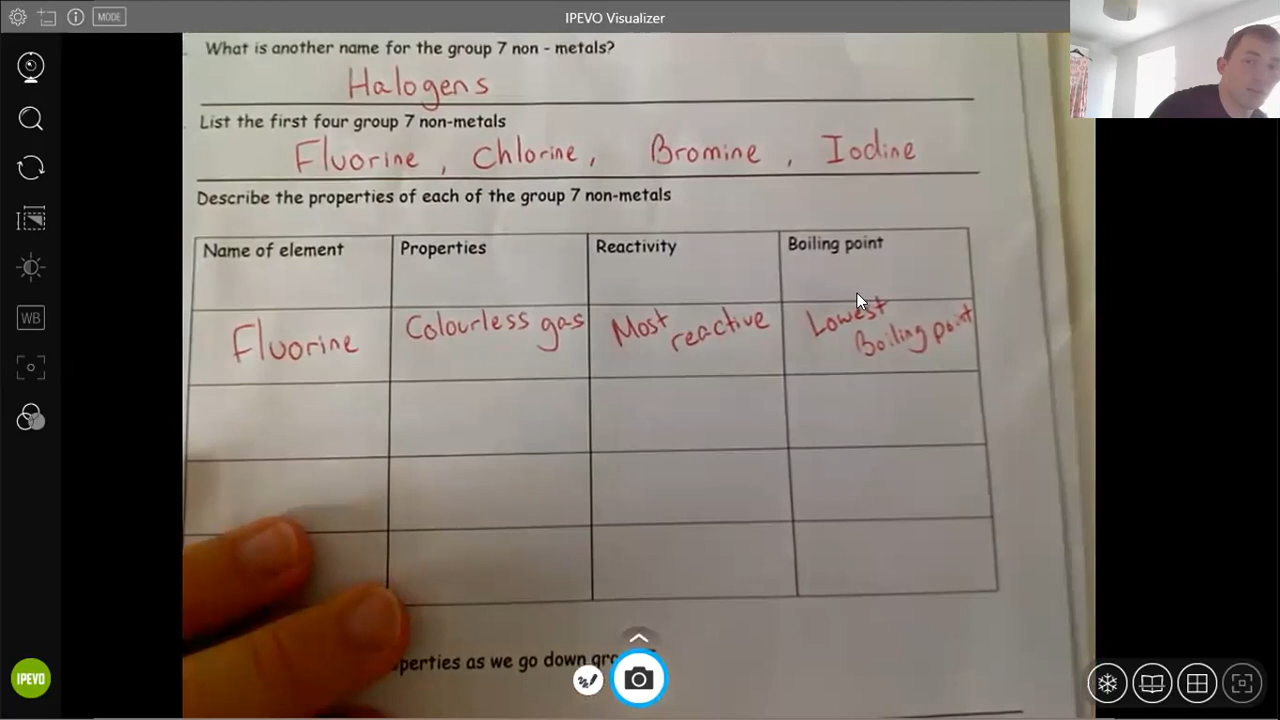 IPEVO Visualizer
MODE
What is another name for the group 7 non - metals?
Halogens
List the first four group 7 non-metals
Fluorine , Chlorine , Bromine , Iodine
Describe the properties of each of the group 7 non-metals
Name of element Properties Reactivity Boiling point
Fluorine Colourless gas Most reactive Lowest Boiling point
WB
perties as we go down gr
IPEVO